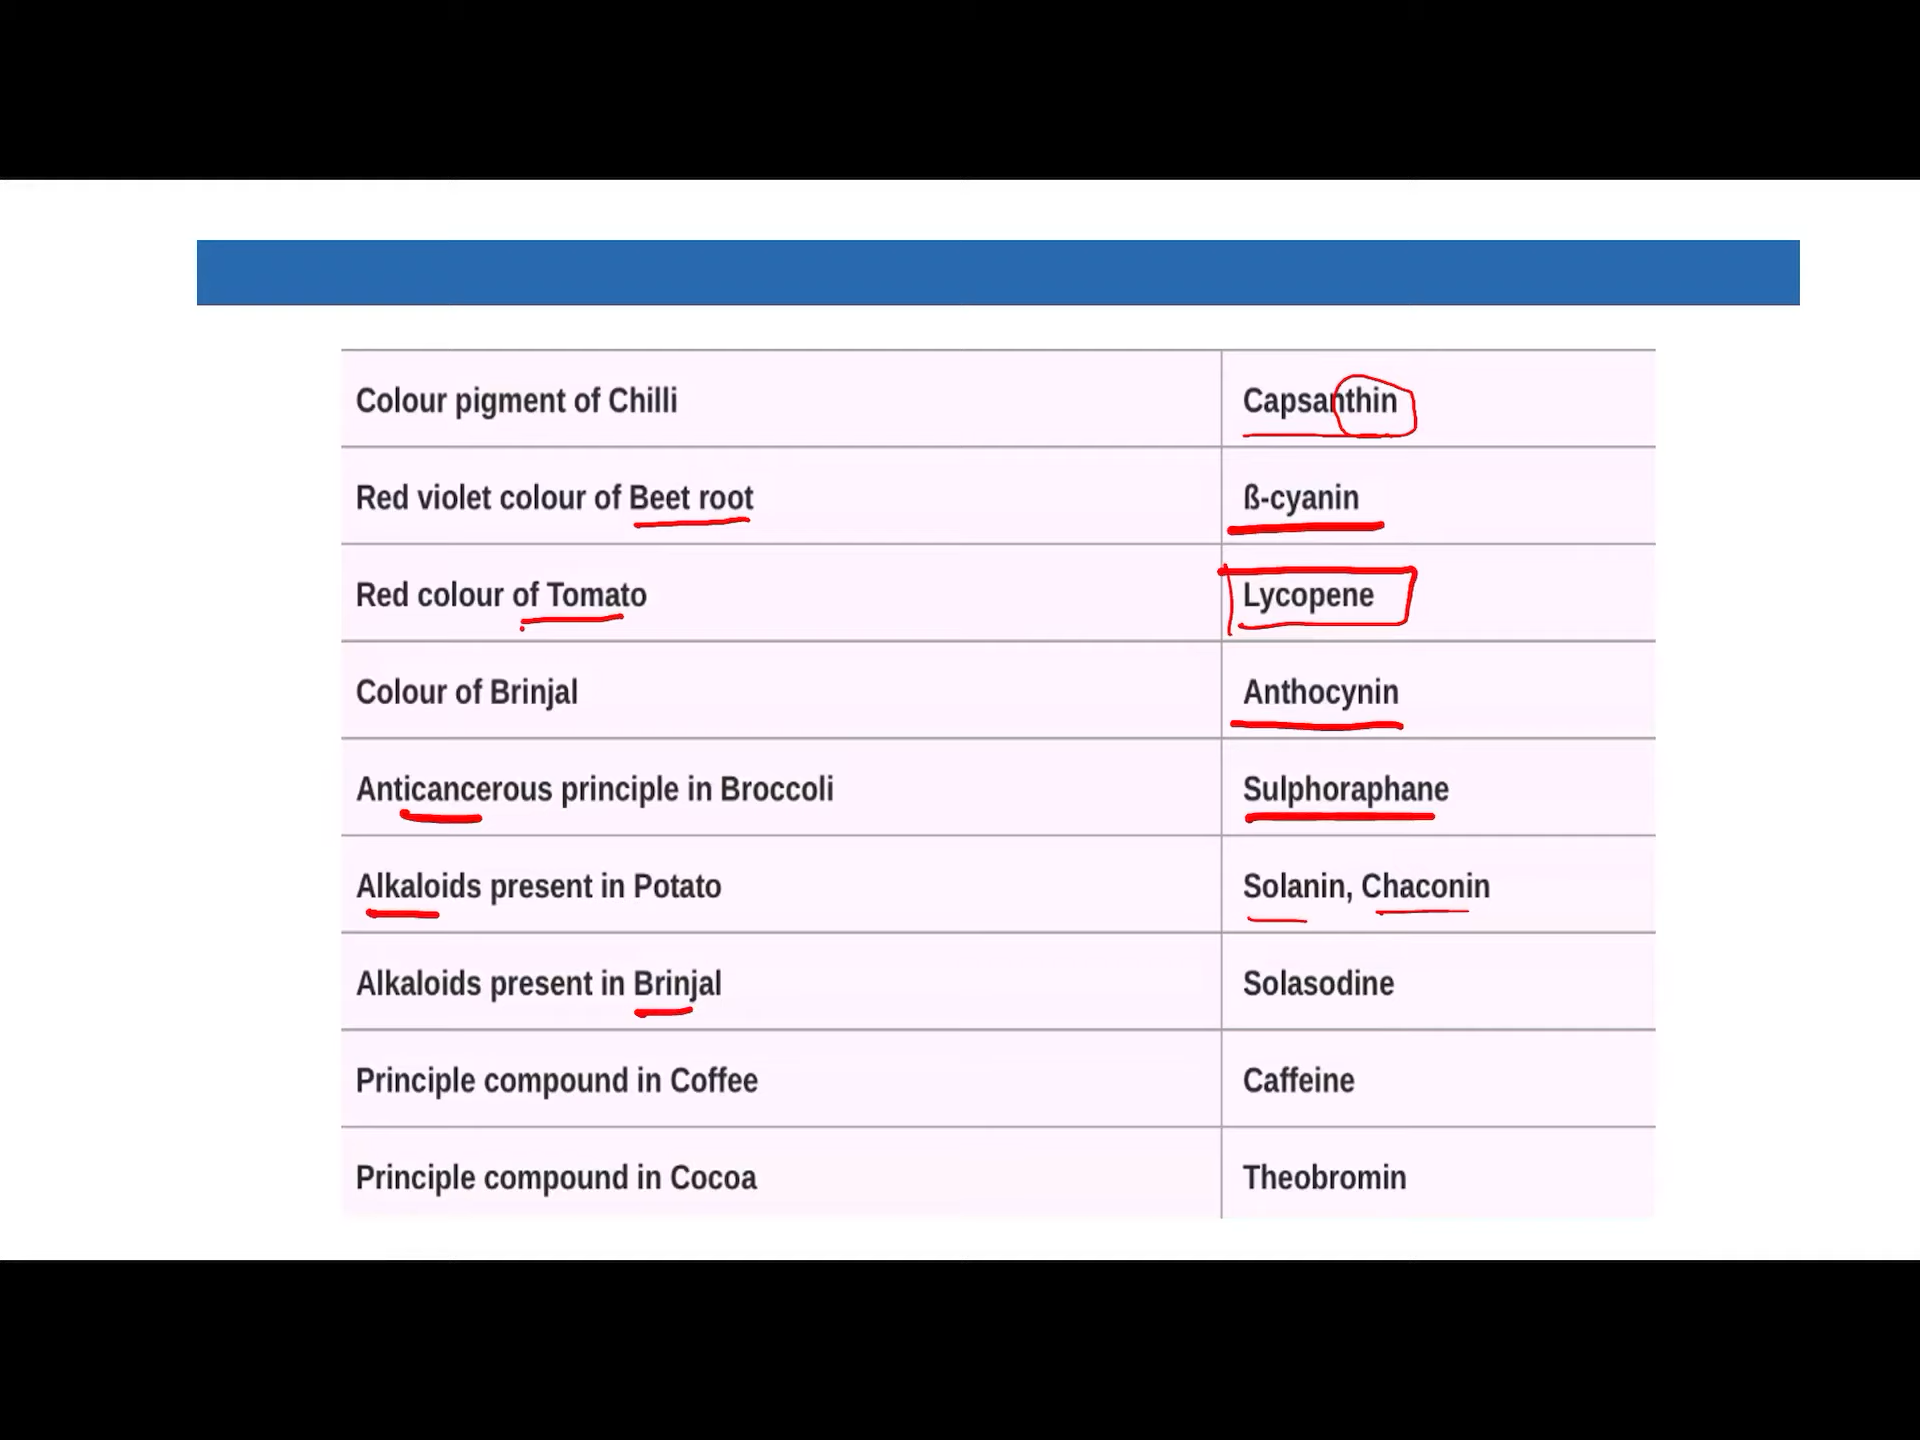 Colour pigment of Chilli Capsanthin
Red violet colour of Beet root ß-cyanin
Red colour of Tomato Lycopene
Colour of Brinjal Anthocynin
Anticancerous principle in Broccoli Sulphoraphane
Alkaloids present in Potato Solanin, Chaconin
Alkaloids present in Brinjal Solasodine
Principle compound in Coffee Caffeine
Principle compound in Cocoa Theobromin